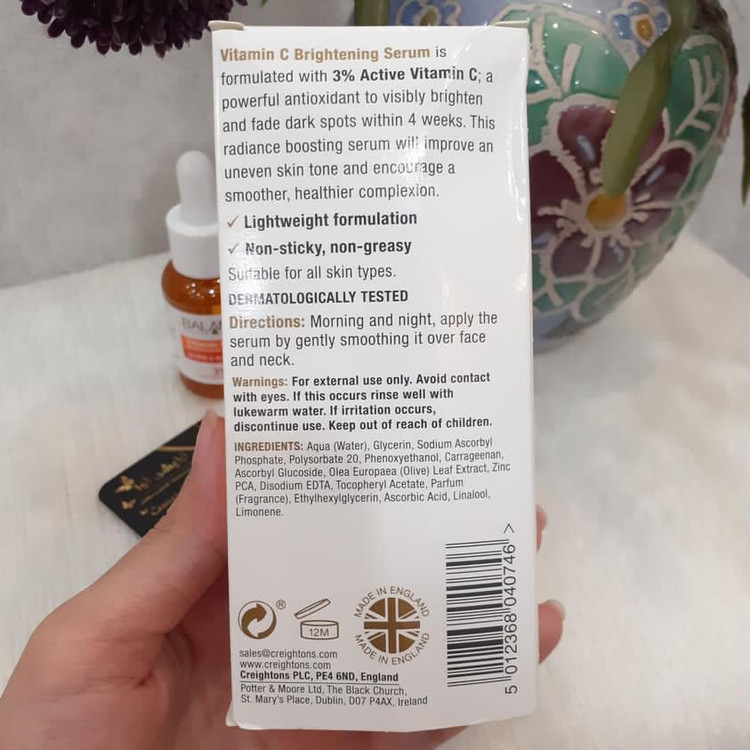 Vitamin C Brightening Serum is
formulated with 3% Active Vitamin C; a
powerful antioxidant to visibly brighten
and fade dark spots within 4 weeks. This
radiance boosting serum will improve an
uneven skin tone and encourage a
smoother, healthier complexion.
✓ Lightweight formulation
✓ Non-sticky, non-greasy
Suitable for all skin types.
DERMATOLOGICALLY TESTED
Directions: Morning and night, apply the
serum by gently smoothing it over face
and neck.
Warnings: For external use only. Avoid contact
with eyes. If this occurs rinse well with
lukewarm water. If irritation occurs,
discontinue use. Keep out of reach of children.
INGREDIENTS: Aqua (Water), Glycerin, Sodium Ascorbyl
Phosphate, Polysorbate 20, Phenoxyethanol, Carrageenan,
Ascorbyl Glucoside, Olea Europaea (Olive) Leaf Extract, Zinc
PCA, Disodium EDTA, Tocopheryl Acetate, Parfum
(Fragrance), Ethylhexylglycerin, Ascorbic Acid, Linalool,
Limonene.
®
12M
MADE IN ENGLAND
MADE IN ENGLAND
sales@creightons.com
www.creightons.com
Creightons PLC, PE4 6ND, England
Potter & Moore Ltd, The Black Church,
St. Mary's Place, Dublin, D07 P4AX, Ireland
5 012368 040746 >
BALA